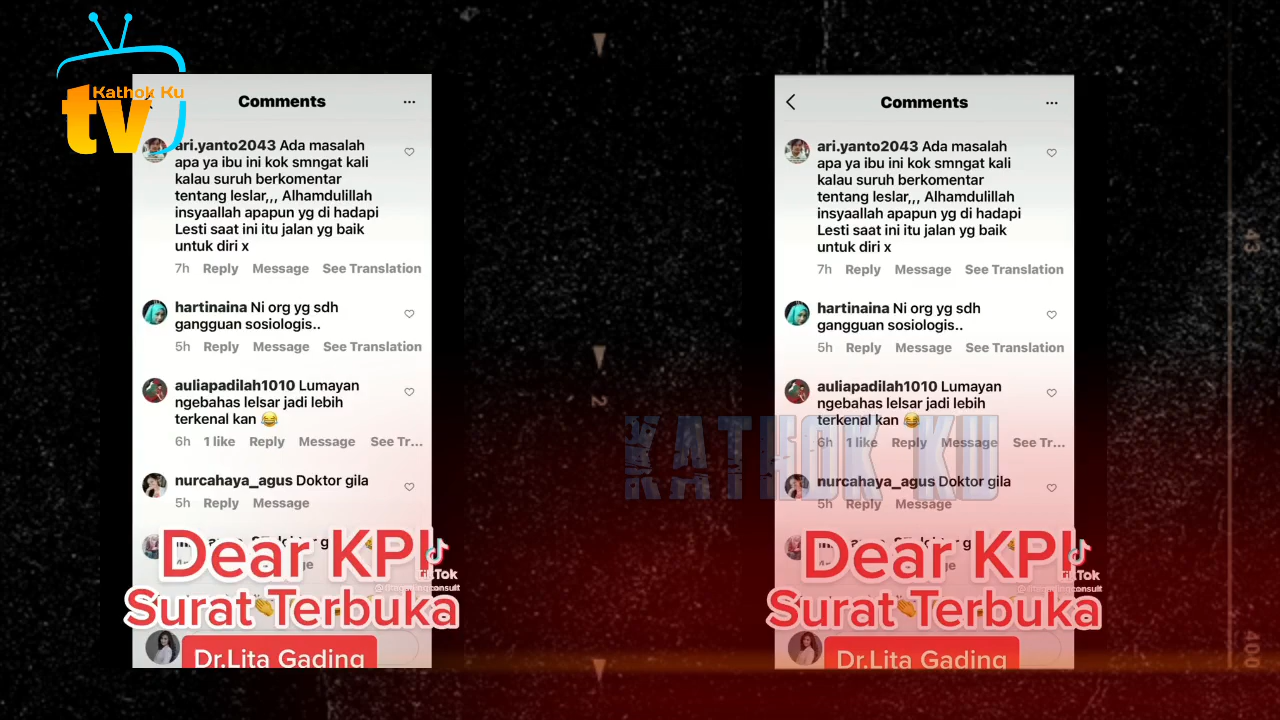 Kathok Ku
tv
Comments
ari.yanto2043 Ada masalah
apa ya ibu ini kok smngat kali
kalau suruh berkomentar
tentang leslar,,, Alhamdulillah
insyaallah apapun yg di hadapi
Lesti saat ini itu jalan yg baik
untuk diri x
7h Reply Message See Translation
hartinaina Ni org yg sdh
gangguan sosiologis..
5h Reply Message See Translation
auliapadilah1010 Lumayan
ngebahas lelsar jadi lebih
terkenal kan 😂
6h 1 like Reply Message See Tr...
nurcahaya_agus Doktor gila
5h Reply Message
Dear KPI
TikTok
Surat Terbuka
Dr.Lita Gading
Comments
ari.yanto2043 Ada masalah
apa ya ibu ini kok smngat kali
kalau suruh berkomentar
tentang leslar,,, Alhamdulillah
insyaallah apapun yg di hadapi
Lesti saat ini itu jalan yg baik
untuk diri x
7h Reply Message See Translation
hartinaina Ni org yg sdh
gangguan sosiologis..
5h Reply Message See Translation
auliapadilah1010 Lumayan
ngebahas lelsar jadi lebih
terkenal kan 😂
6h 1 like Reply Message See Tr...
nurcahaya_agus Doktor gila
5h Reply Message
Dear KPI
TikTok
Surat Terbuka
Dr.Lita Gading
KATHOK KU
2
43
400